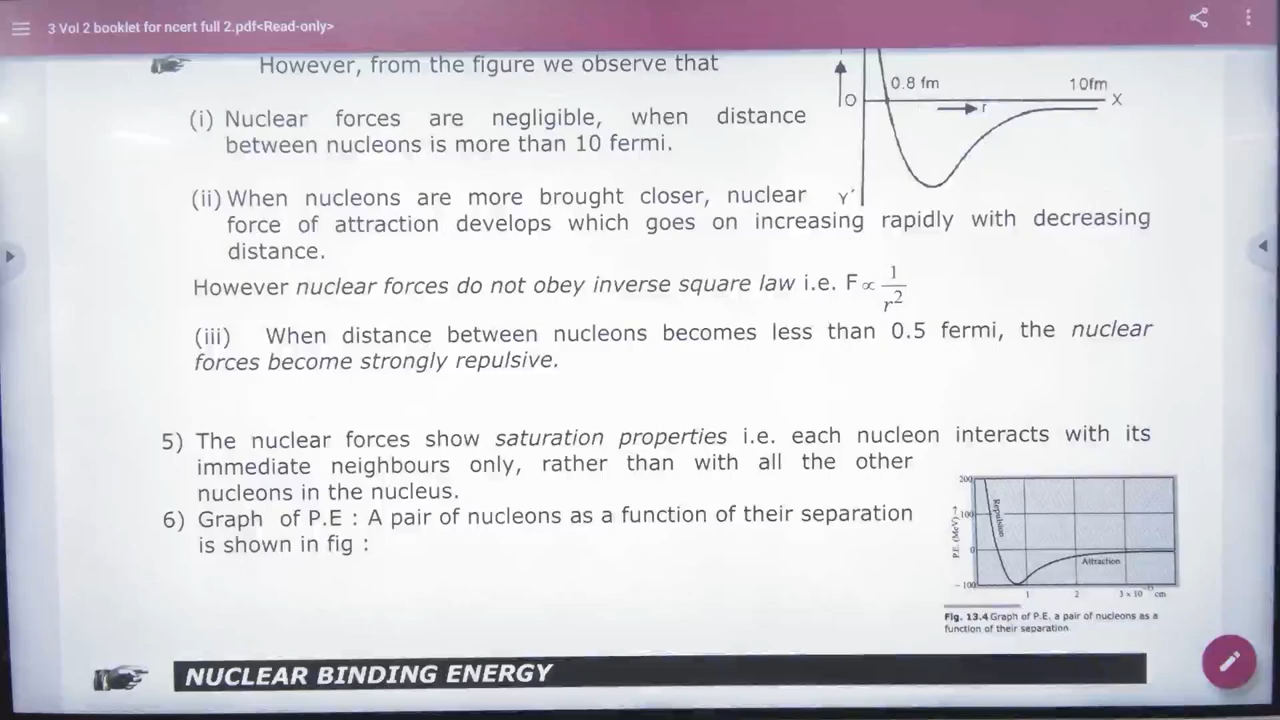 3 Vol 2 booklet for ncert full 2.pdf<Read-only>
However, from the figure we observe that
0.8 fm
10fm
O
r
X
Y'
(i) Nuclear forces are negligible, when distance
between nucleons is more than 10 fermi.
(ii) When nucleons are more brought closer, nuclear
force of attraction develops which goes on increasing rapidly with decreasing
distance.
However nuclear forces do not obey inverse square law i.e. F ∝ 1/r²
(iii) When distance between nucleons becomes less than 0.5 fermi, the nuclear
forces become strongly repulsive.
5) The nuclear forces show saturation properties i.e. each nucleon interacts with its
immediate neighbours only, rather than with all the other
nucleons in the nucleus.
6) Graph of P.E : A pair of nucleons as a function of their separation
is shown in fig :
200
100
0
-100
P.E. (MeV)→
Repulsion
Attraction
1
2
3 × 10 cm
Fig. 13.4 Graph of P.E. a pair of nucleons as a
function of their separation.
NUCLEAR BINDING ENERGY